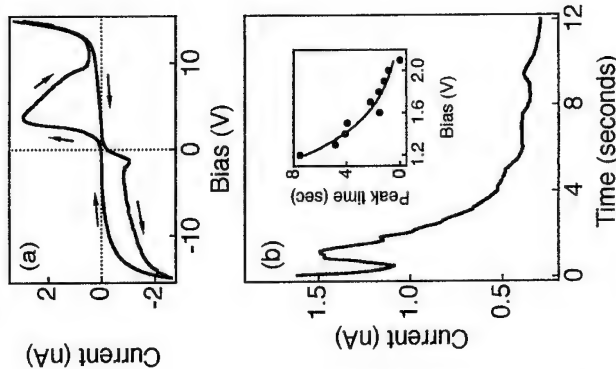 (a)
Current (nA)
2
0
-2
-10 0 10
Bias (V)
(b)
Current (nA)
1.5
1.0
0.5
Peak time (sec)
8
4
0
1.2 1.6 2.0
Bias (V)
0 4 8 12
Time (seconds)